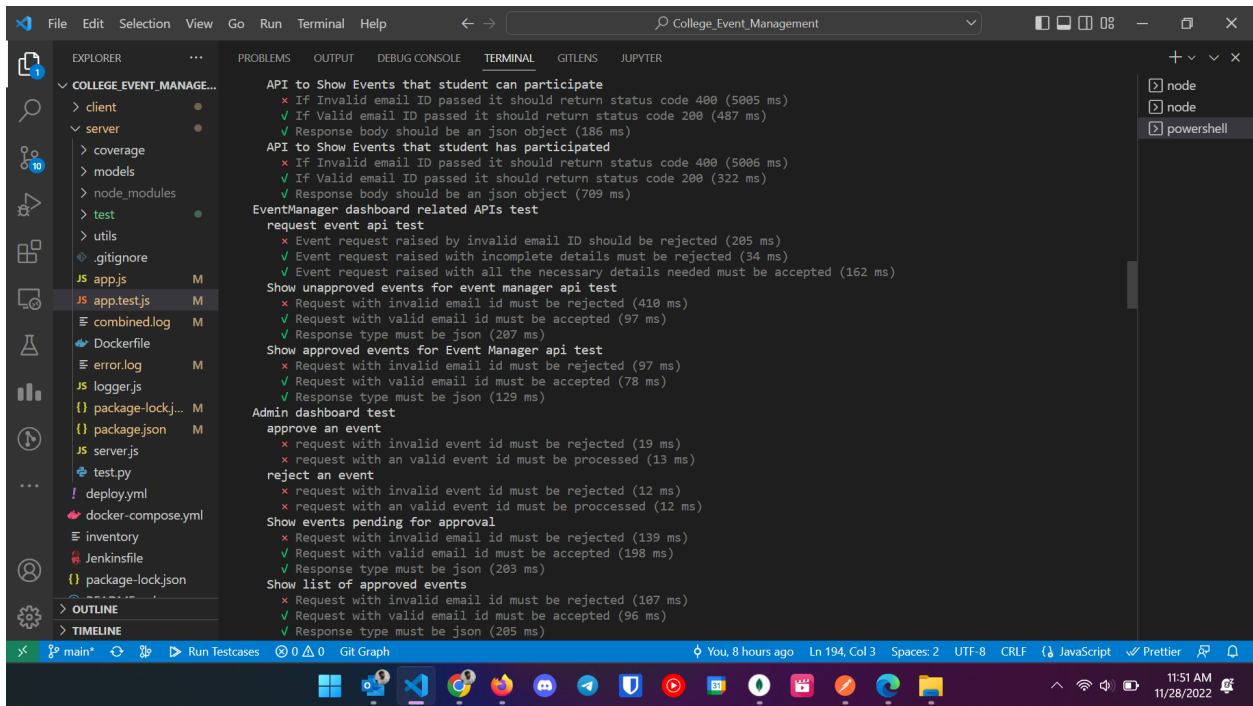 File Edit Selection View Go Run Terminal Help
College_Event_Management
EXPLORER
PROBLEMS OUTPUT DEBUG CONSOLE TERMINAL GITLENS JUPYTER
COLLEGE_EVENT_MANAGE...
client
server
coverage
models
node_modules
test
utils
.gitignore
JS app.js M
JS app.test.js M
combined.log M
Dockerfile
error.log M
JS logger.js
{} package-lock.j... M
{} package.json M
JS server.js
test.py
! deploy.yml
docker-compose.yml
inventory
Jenkinsfile
{} package-lock.json
OUTLINE
TIMELINE
1
10
API to Show Events that student can participate
× If Invalid email ID passed it should return status code 400 (5005 ms)
√ If Valid email ID passed it should return status code 200 (487 ms)
√ Response body should be an json object (186 ms)
API to Show Events that student has participated
× If Invalid email ID passed it should return status code 400 (5006 ms)
√ If Valid email ID passed it should return status code 200 (322 ms)
√ Response body should be an json object (709 ms)
EventManager dashboard related APIs test
request event api test
× Event request raised by invalid email ID should be rejected (205 ms)
√ Event request raised with incomplete details must be rejected (34 ms)
√ Event request raised with all the necessary details needed must be accepted (162 ms)
Show unapproved events for event manager api test
× Request with invalid email id must be rejected (410 ms)
√ Request with valid email id must be accepted (97 ms)
√ Response type must be json (207 ms)
Show approved events for Event Manager api test
× Request with invalid email id must be rejected (97 ms)
√ Request with valid email id must be accepted (78 ms)
√ Response type must be json (129 ms)
Admin dashboard test
approve an event
× request with invalid event id must be rejected (19 ms)
× request with an valid event id must be processed (13 ms)
reject an event
× request with invalid event id must be rejected (12 ms)
× request with an valid event id must be proccessed (12 ms)
Show events pending for approval
× Request with invalid email id must be rejected (139 ms)
√ Request with valid email id must be accepted (198 ms)
√ Response type must be json (203 ms)
Show list of approved events
× Request with invalid email id must be rejected (107 ms)
√ Request with valid email id must be accepted (96 ms)
√ Response type must be json (205 ms)
node
node
powershell
main* Run Testcases 0 0 Git Graph You, 8 hours ago Ln 194, Col 3 Spaces: 2 UTF-8 CRLF JavaScript Prettier
31
11:51 AM
11/28/2022